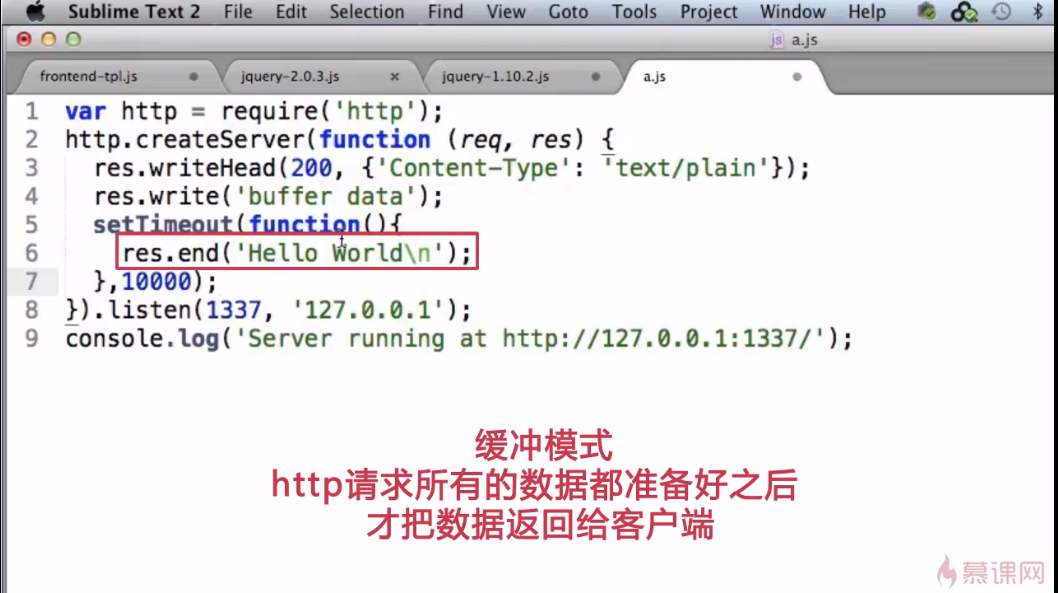 Sublime Text 2 File Edit Selection Find View Goto Tools Project Window Help
js a.js
frontend-tpl.js jquery-2.0.3.js jquery-1.10.2.js a.js
1 var http = require('http');
2 http.createServer(function (req, res) {
3 res.writeHead(200, {'Content-Type': 'text/plain'});
4 res.write('buffer data');
5 setTimeout(function(){
6 res.end('Hello World\n');
7 },10000);
8 }).listen(1337, '127.0.0.1');
9 console.log('Server running at http://127.0.0.1:1337/');
缓冲模式
http请求所有的数据都准备好之后
才把数据返回给客户端
慕课网